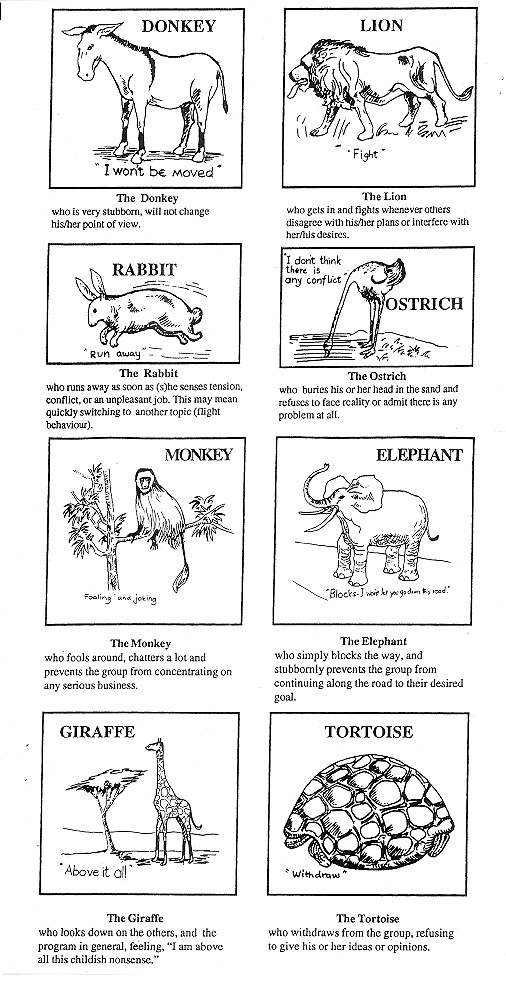 DONKEY
"I won't be moved"
The Donkey
who is very stubborn, will not change
his/her point of view.
LION
"Fight"
The Lion
who gets in and fights whenever others
disagree with his/her plans or interfere with
her/his desires.
RABBIT
"Run away"
The Rabbit
who runs away as soon as (s)he senses tension,
conflict, or an unpleasant job. This may mean
quickly switching to another topic (flight
behaviour).
"I don't think
there is
any conflict"
OSTRICH
The Ostrich
who buries his or her head in the sand and
refuses to face reality or admit there is any
problem at all.
MONKEY
Fooling and joking
The Monkey
who fools around, chatters a lot and
prevents the group from concentrating on
any serious business.
ELEPHANT
"Blocks-I won't let you go down this road."
The Elephant
who simply blocks the way, and
stubbornly prevents the group from
continuing along the road to their desired
goal.
GIRAFFE
"Above it all"
The Giraffe
who looks down on the others, and the
program in general, feeling, "I am above
all this childish nonsense."
TORTOISE
"Withdraw"
The Tortoise
who withdraws from the group, refusing
to give his or her ideas or opinions.